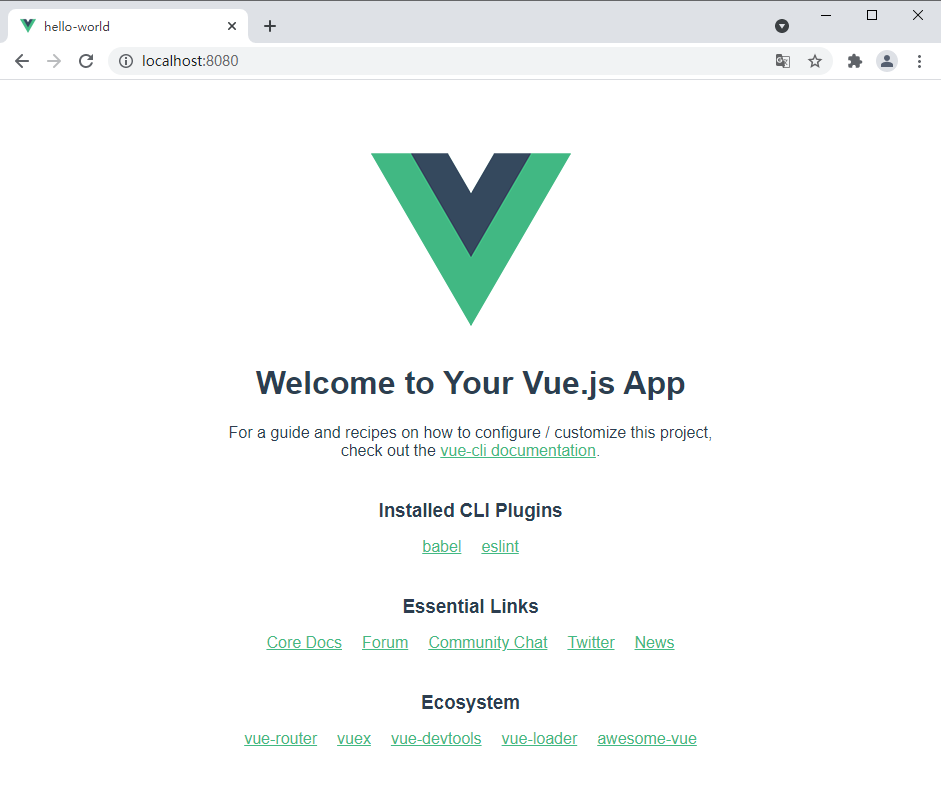 hello-world
localhost:8080
Welcome to Your Vue.js App
For a guide and recipes on how to configure / customize this project,
check out the vue-cli documentation.
Installed CLI Plugins
babel eslint
Essential Links
Core Docs Forum Community Chat Twitter News
Ecosystem
vue-router vuex vue-devtools vue-loader awesome-vue